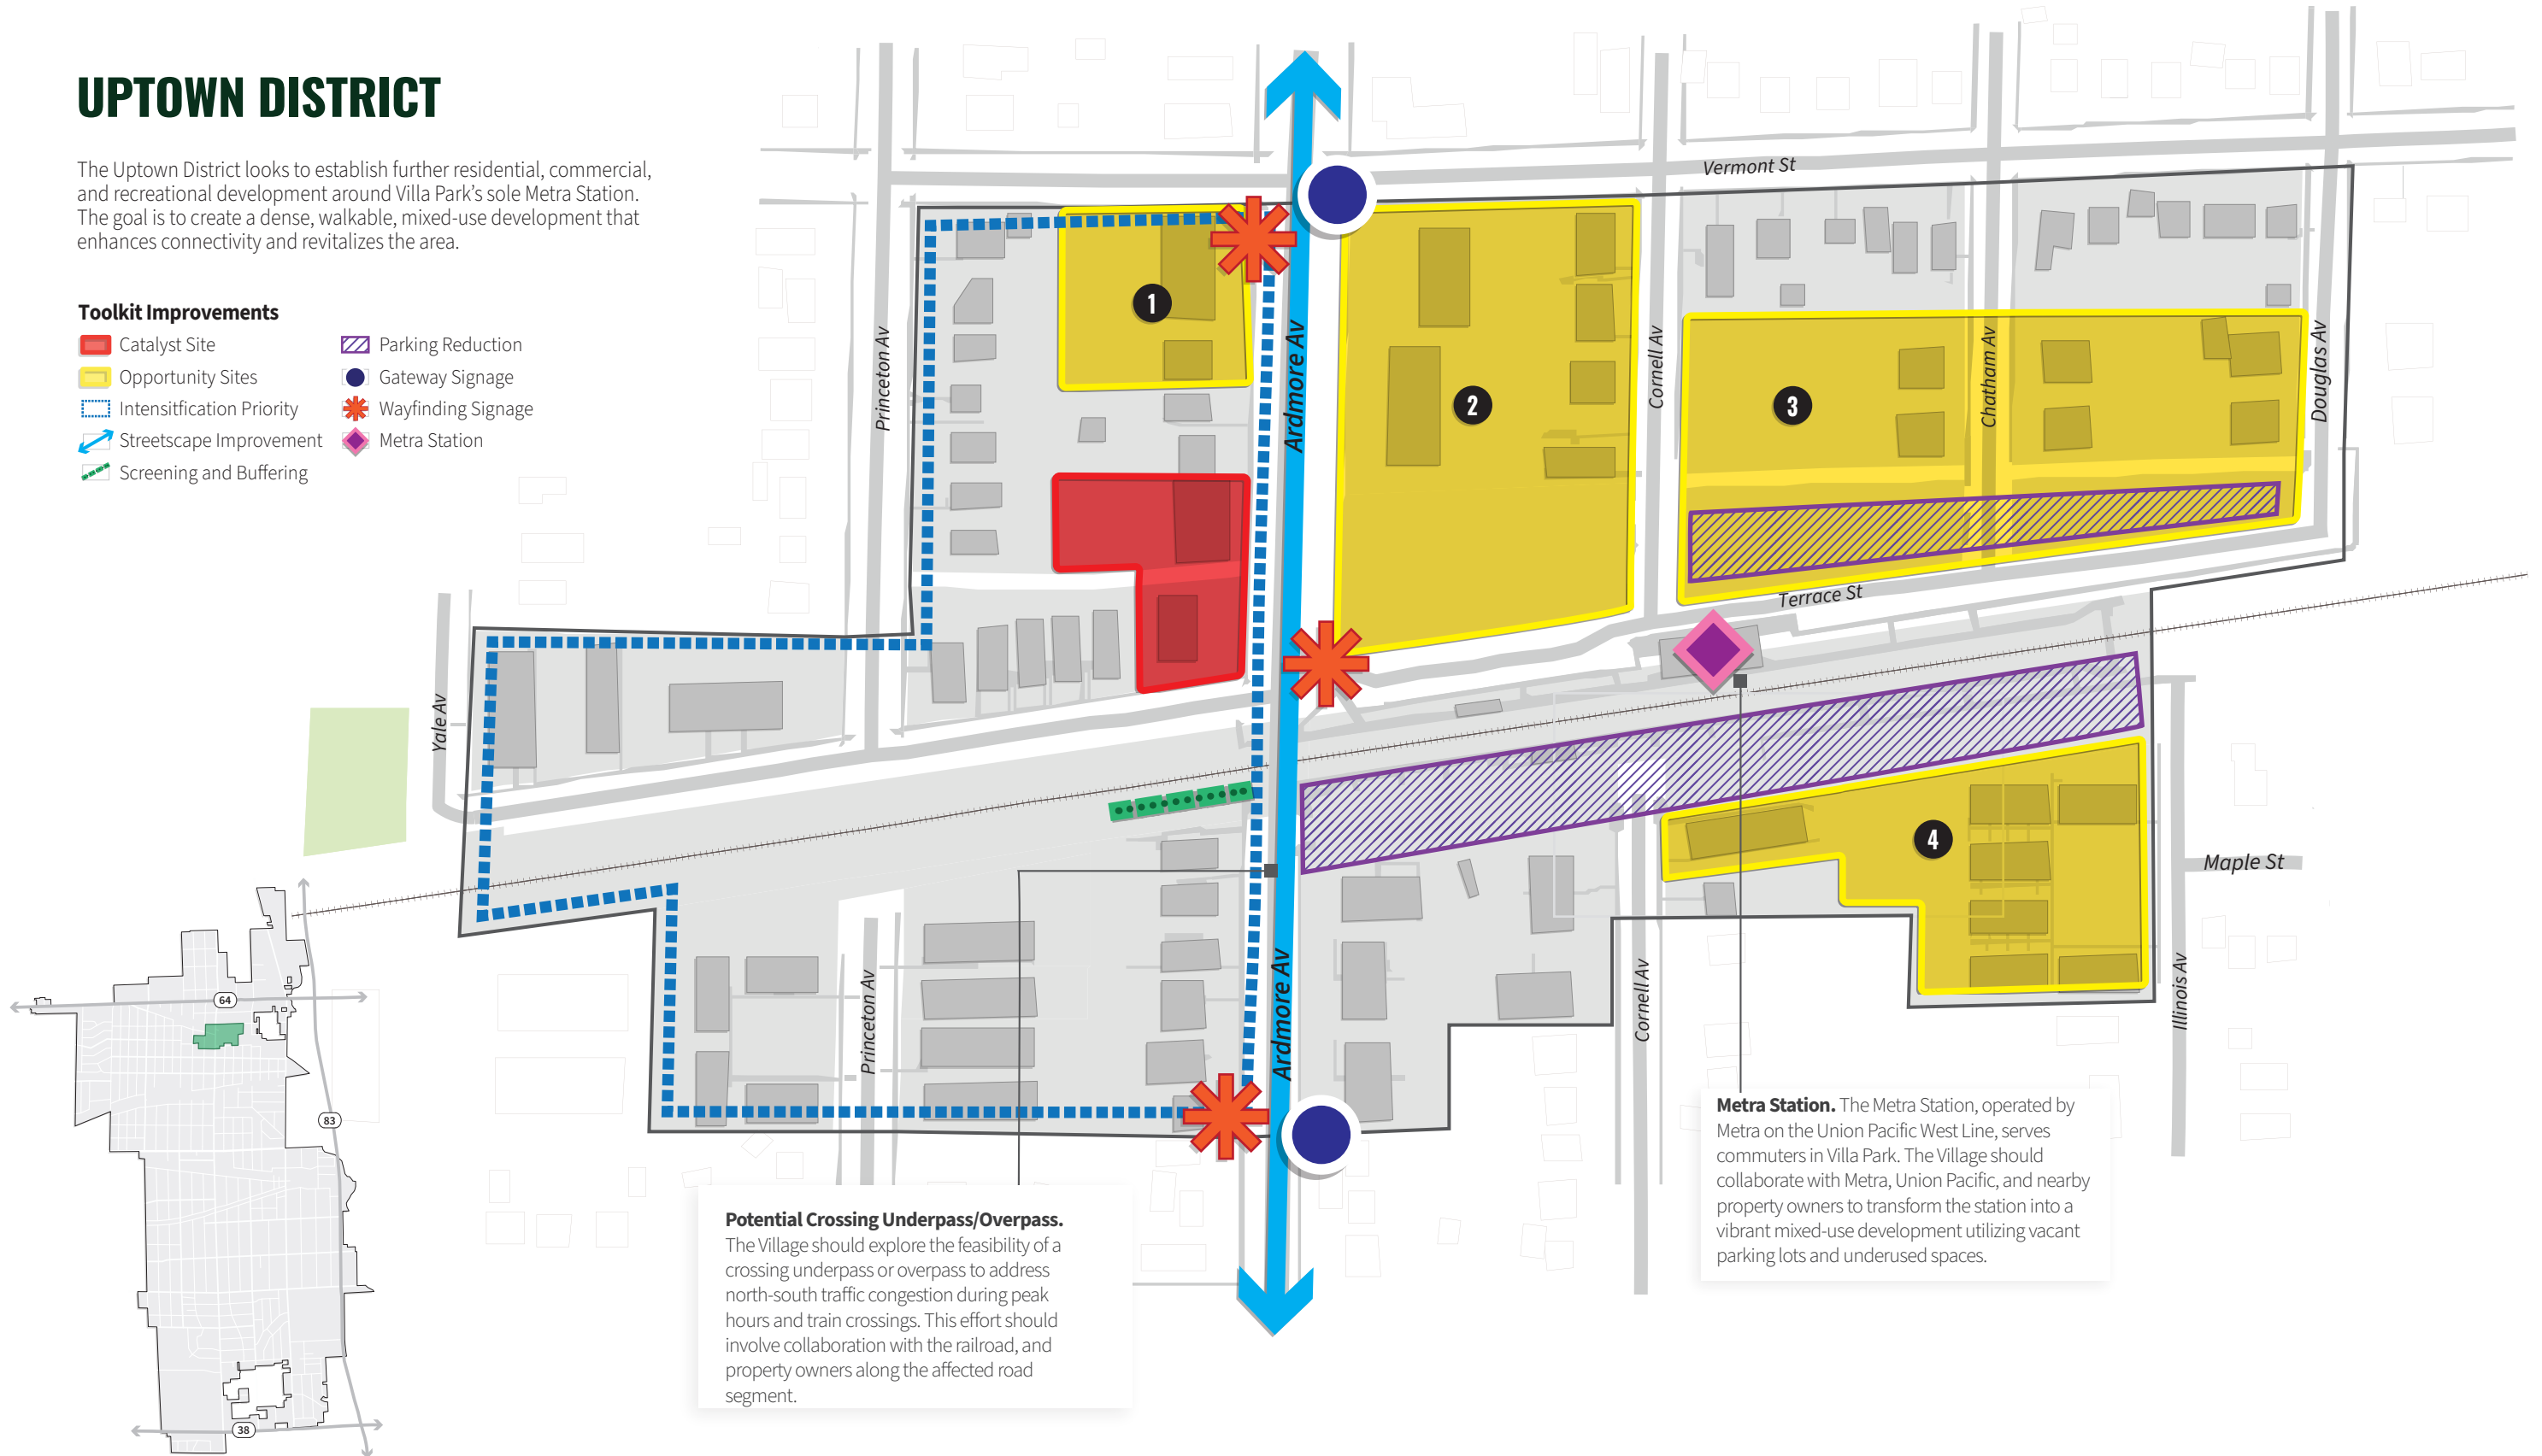 UPTOWN DISTRICT
The Uptown District looks to establish further residential, commercial,
and recreational development around Villa Park's sole Metra Station.
The goal is to create a dense, walkable, mixed-use development that
enhances connectivity and revitalizes the area.
Toolkit Improvements
Catalyst Site
Opportunity Sites
Intensitfication Priority
Streetscape Improvement
Screening and Buffering
Parking Reduction
Gateway Signage
Wayfinding Signage
Metra Station
Vermont St
Princeton Av
Ardmore Av
Cornell Av
Chatham Av
Douglas Av
1
2
3
Terrace St
Yale Av
4
Maple St
Princeton Av
Ardmore Av
Cornell Av
Illinois Av
64
83
38
Potential Crossing Underpass/Overpass.
The Village should explore the feasibility of a
crossing underpass or overpass to address
north-south traffic congestion during peak
hours and train crossings. This effort should
involve collaboration with the railroad, and
property owners along the affected road
segment.
Metra Station. The Metra Station, operated by
Metra on the Union Pacific West Line, serves
commuters in Villa Park. The Village should
collaborate with Metra, Union Pacific, and nearby
property owners to transform the station into a
vibrant mixed-use development utilizing vacant
parking lots and underused spaces.